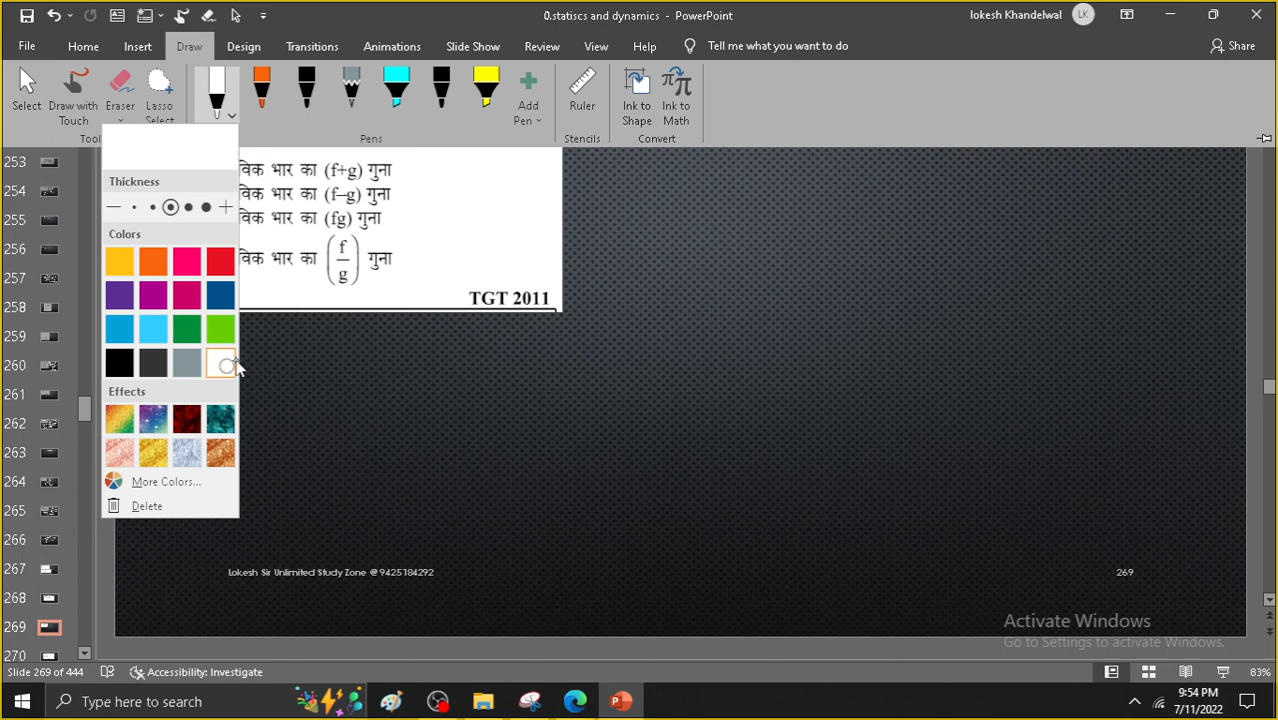 0.statiscs and dynamics - PowerPoint
lokesh Khandelwal
LK
File
Home
Insert
Draw
Design
Transitions
Animations
Slide Show
Review
View
Help
Tell me what you want to do
Share
Select
Draw with Touch
Eraser
Lasso Select
Add Pen
Ruler
Ink to Shape
Ink to Math
Pens
Stencils
Convert
Thickness
Colors
Effects
More Colors...
Delete
253
254
255
256
257
258
259
260
261
262
263
264
265
266
267
268
269
270
विक भार का (f+g) गुना
विक भार का (f–g) गुना
विक भार का (fg) गुना
विक भार का (f/g) गुना
TGT 2011
Lokesh Sir Unlimited Study Zone @ 9425184292
269
Activate Windows
Go to Settings to activate Windows.
Slide 269 of 444
Accessibility: Investigate
83%
Type here to search
9:54 PM
7/11/2022